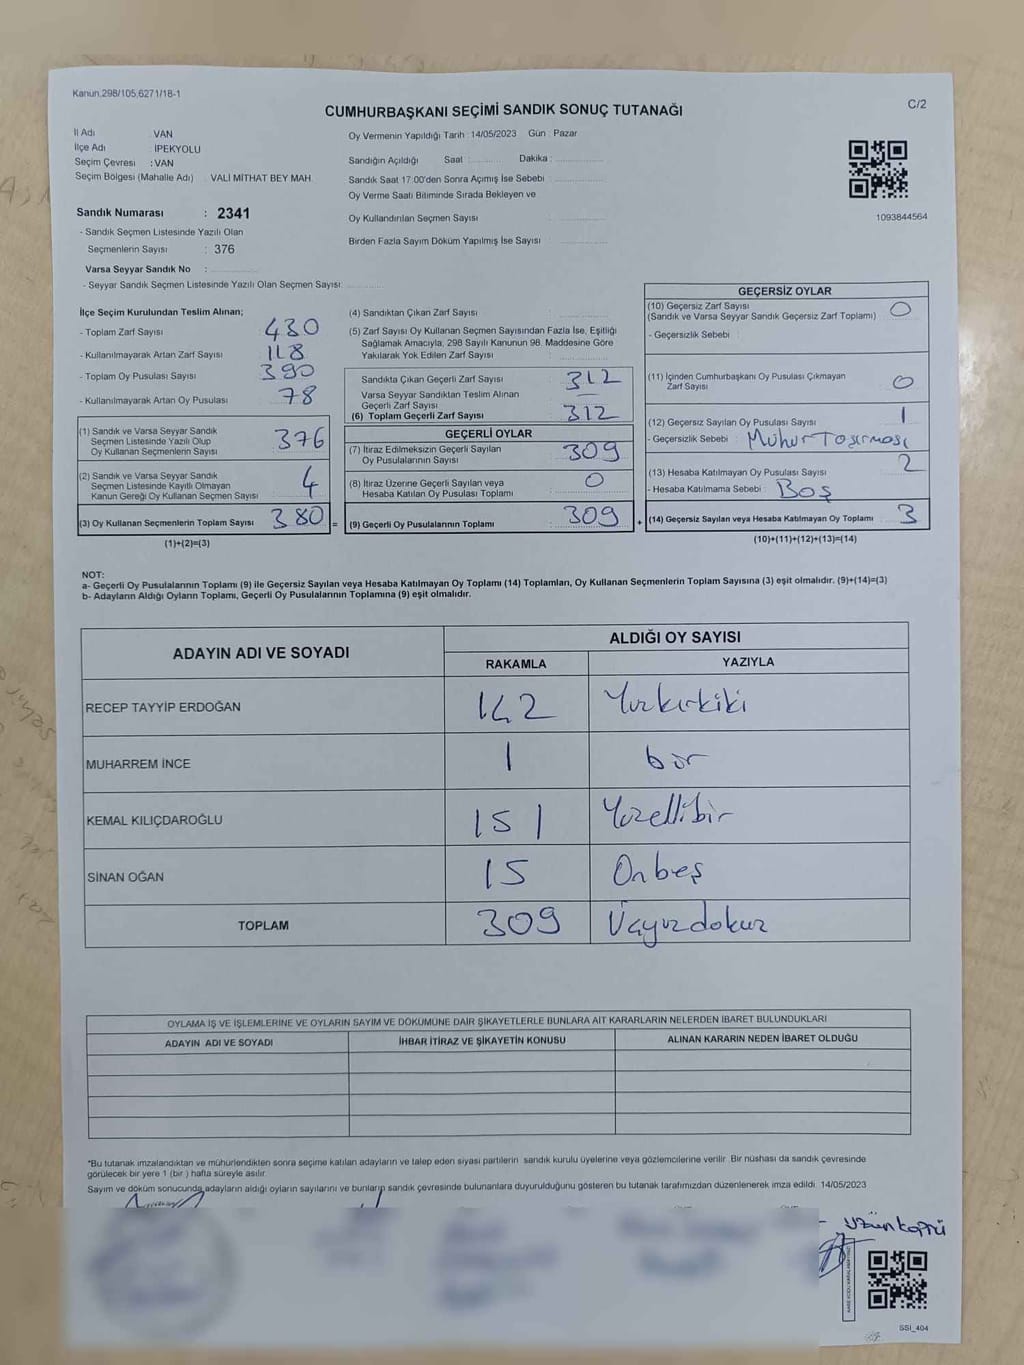 Kanun,298/105,6271/18-1
C/2
CUMHURBAŞKANI SEÇİMİ SANDIK SONUÇ TUTANAĞI
İl Adı : VAN
İlçe Adı : İPEKYOLU
Seçim Çevresi : VAN
Seçim Bölgesi (Mahalle Adı) : VALİ MİTHAT BEY MAH.
Sandık Numarası : 2341
- Sandık Seçmen Listesinde Yazılı Olan
Seçmenlerin Sayısı : 376
Varsa Seyyar Sandık No :
- Seyyar Sandık Seçmen Listesinde Yazılı Olan Seçmen Sayısı:
Oy Vermenin Yapıldığı Tarih : 14/05/2023 Gün : Pazar
Sandığın Açıldığı Saat : Dakika :
Sandık Saat 17:00'den Sonra Açımış İse Sebebi :
Oy Verme Saati Bitiminde Sırada Bekleyen ve
Oy Kullandırılan Seçmen Sayısı :
Birden Fazla Sayım Döküm Yapılmış İse Sayısı :
1093844564
İlçe Seçim Kurulundan Teslim Alınan;
- Toplam Zarf Sayısı 430
- Kullanılmayarak Artan Zarf Sayısı 118
- Toplam Oy Pusulası Sayısı 390
- Kullanılmayarak Artan Oy Pusulası 78
(1) Sandık ve Varsa Seyyar Sandık
Seçmen Listesinde Yazılı Olup
Oy Kullanan Seçmenlerin Sayısı 376
(2) Sandık ve Varsa Seyyar Sandık
Seçmen Listesinde Kayıtlı Olmayan
Kanun Gereği Oy Kullanan Seçmen Sayısı 4
(3) Oy Kullanan Seçmenlerin Toplam Sayısı 380 =
(1)+(2)=(3)
(4) Sandıktan Çıkan Zarf Sayısı :
(5) Zarf Sayısı Oy Kullanan Seçmen Sayısından Fazla İse, Eşitliği
Sağlamak Amacıyla, 298 Sayılı Kanunun 98. Maddesine Göre
Yakılarak Yok Edilen Zarf Sayısı :
Sandıkta Çıkan Geçerli Zarf Sayısı 312
Varsa Seyyar Sandıktan Teslim Alınan
Geçerli Zarf Sayısı
(6) Toplam Geçerli Zarf Sayısı 312
GEÇERLİ OYLAR
(7) İtiraz Edilmeksizin Geçerli Sayılan
Oy Pusulalarının Sayısı 309
(8) İtiraz Üzerine Geçerli Sayılan veya
Hesaba Katılan Oy Pusulası Toplamı 0
(9) Geçerli Oy Pusulalarının Toplamı 309 +
GEÇERSİZ OYLAR
(10) Geçersiz Zarf Sayısı
(Sandık ve Varsa Seyyar Sandık Geçersiz Zarf Toplamı) 0
- Geçersizlik Sebebi :
(11) İçinden Cumhurbaşkanı Oy Pusulası Çıkmayan
Zarf Sayısı 0
(12) Geçersiz Sayılan Oy Pusulası Sayısı 1
- Geçersizlik Sebebi : Mühür Taşırması
(13) Hesaba Katılmayan Oy Pusulası Sayısı 2
- Hesaba Katılmama Sebebi : Boş
(14) Geçersiz Sayılan veya Hesaba Katılmayan Oy Toplamı 3
(10)+(11)+(12)+(13)=(14)
NOT:
a- Geçerli Oy Pusulalarının Toplamı (9) ile Geçersiz Sayılan veya Hesaba Katılmayan Oy Toplamı (14) Toplamları, Oy Kullanan Seçmenlerin Toplam Sayısına (3) eşit olmalıdır. (9)+(14)=(3)
b- Adayların Aldığı Oyların Toplamı, Geçerli Oy Pusulalarının Toplamına (9) eşit olmalıdır.
ADAYIN ADI VE SOYADI
ALDIĞI OY SAYISI
RAKAMLA YAZIYLA
RECEP TAYYİP ERDOĞAN 142 Yüzkırkiki
MUHARREM İNCE 1 bir
KEMAL KILIÇDAROĞLU 151 Yüzellibir
SİNAN OĞAN 15 Onbeş
TOPLAM 309 Üçyüzdokuz
OYLAMA İŞ VE İŞLEMLERİNE VE OYLARIN SAYIM VE DÖKÜMÜNE DAİR ŞİKAYETLERLE BUNLARA AİT KARARLARIN NELERDEN İBARET BULUNDUKLARI
ADAYIN ADI VE SOYADI İHBAR İTİRAZ VE ŞİKAYETİN KONUSU ALINAN KARARIN NEDEN İBARET OLDUĞU
*Bu tutanak imzalandıktan ve mühürlendikten sonra seçime katılan adayların ve talep eden siyasi partilerin sandık kurulu üyelerine veya gözlemcilerine verilir. Bir nüshası da sandık çevresinde
görülecek bir yere 1 (bir ) hafta süreyle asılır.
Sayım ve döküm sonucunda adayların aldığı oyların sayılarını ve bunların sandık çevresinde bulunanlara duyurulduğunu gösteren bu tutanak tarafımızdan düzenlenerek imza edildi. 14/05/2023
Uzunköprü
SSI_404